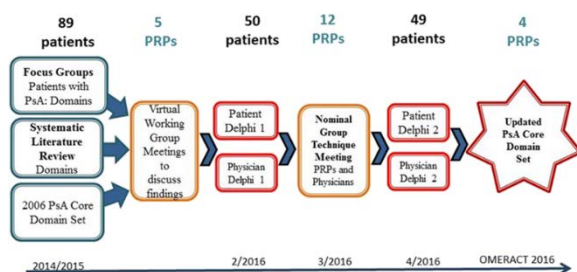 89 patients
5 PRPs
50 patients
12 PRPs
49 patients
4 PRPs
Focus Groups
Patients with
PsA: Domains
Systematic
Literature
Review
Domains
2006 PsA Core
Domain Set
Virtual
Working
Group
Meetings
to
discuss
findings
Patient
Delphi 1
Physician
Delphi 1
Nominal
Group
Technique
Meeting
PRPs and
Physicians
Patient
Delphi 2
Physician
Delphi 2
Updated
PsA Core
Domain
Set
2014/2015
2/2016
3/2016
4/2016
OMERACT 2016